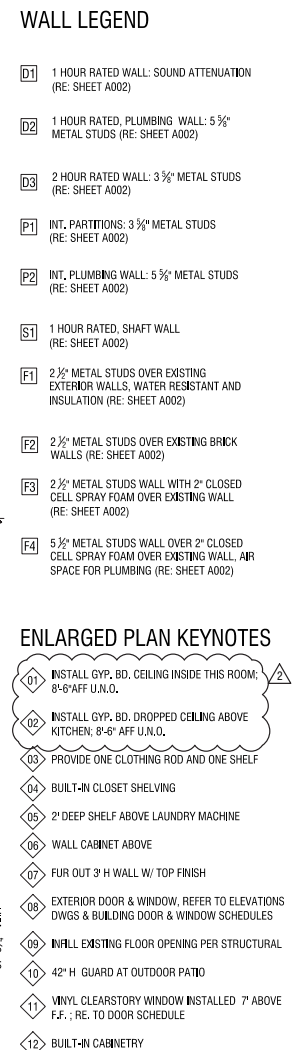 WALL LEGEND
D1 1 HOUR RATED WALL: SOUND ATTENUATION
(RE: SHEET A002)
D2 1 HOUR RATED, PLUMBING WALL: 5 5⁄8"
METAL STUDS (RE: SHEET A002)
D3 2 HOUR RATED WALL: 3 5⁄8" METAL STUDS
(RE: SHEET A002)
P1 INT. PARTITIONS: 3 5⁄8" METAL STUDS
(RE: SHEET A002)
P2 INT. PLUMBING WALL: 5 5⁄8" METAL STUDS
(RE: SHEET A002)
S1 1 HOUR RATED, SHAFT WALL
(RE: SHEET A002)
F1 2 1⁄2" METAL STUDS OVER EXISTING
EXTERIOR WALLS, WATER RESISTANT AND
INSULATION (RE: SHEET A002)
F2 2 1⁄2" METAL STUDS OVER EXISTING BRICK
WALLS (RE: SHEET A002)
F3 2 1⁄2" METAL STUDS WALL WITH 2" CLOSED
CELL SPRAY FOAM OVER EXISTING WALL
(RE: SHEET A002)
F4 5 1⁄2" METAL STUDS WALL OVER 2" CLOSED
CELL SPRAY FOAM OVER EXISTING WALL, AIR
SPACE FOR PLUMBING (RE: SHEET A002)
ENLARGED PLAN KEYNOTES
01 INSTALL GYP. BD. CEILING INSIDE THIS ROOM; 2
8'-6"AFF U.N.O.
02 INSTALL GYP. BD. DROPPED CEILING ABOVE
KITCHEN; 8'-6" AFF U.N.O.
03 PROVIDE ONE CLOTHING ROD AND ONE SHELF
04 BUILT-IN CLOSET SHELVING
05 2' DEEP SHELF ABOVE LAUNDRY MACHINE
06 WALL CABINET ABOVE
07 FUR OUT 3' H WALL W/ TOP FINISH
08 EXTERIOR DOOR & WINDOW, REFER TO ELEVATIONS
DWGS & BUILDING DOOR & WINDOW SCHEDULES
09 INFILL EXISTING FLOOR OPENING PER STRUCTURAL
10 42" H GUARD AT OUTDOOR PATIO
11 VINYL CLEARSTORY WINDOW INSTALLED 7' ABOVE
F.F. ; RE. TO DOOR SCHEDULE
12 BUILT-IN CABINETRY